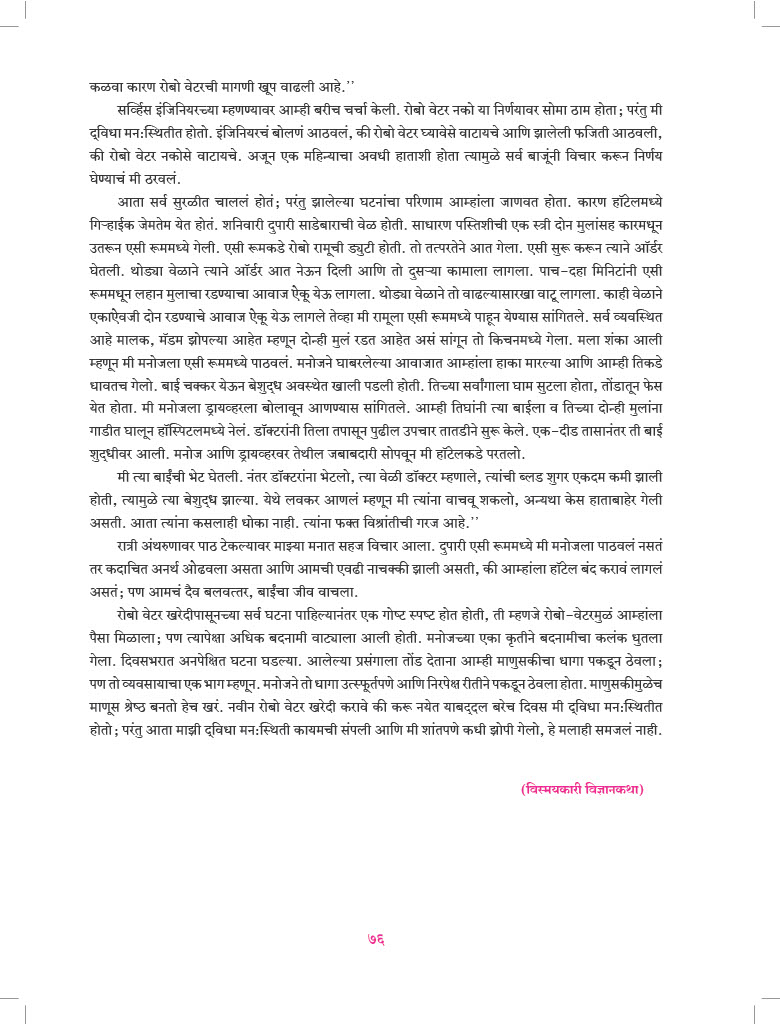 कळवा कारण रोबो वेटरची मागणी खूप वाढली आहे.’’
सर्व्हिस इंजिनियरच्या म्हणण्यावर आम्ही बरीच चर्चा केली. रोबो वेटर नको या निर्णयावर सोमा ठाम होता; परंतु मी
द्‌विधा मन:स्थितीत होतो. इंजिनियरचं बोलणं आठवलं, की रोबो वेटर घ्यावेसे वाटायचे आणि झालेली फजिती आठवली,
की रोबो वेटर नकोसे वाटायचे. अजून एक महिन्याचा अवधी हाताशी होता त्यामुळे सर्व बाजूंनी विचार करून निर्णय
घेण्याचं मी ठरवलं.
आता सर्व सुरळीत चाललं होतं; परंतु झालेल्या घटनांचा परिणाम आम्हांला जाणवत होता. कारण हॉटेलमध्ये
गिऱ्हाईक जेमतेम येत होतं. शनिवारी दुपारी साडेबाराची वेळ होती. साधारण पस्तिशीची एक स्त्री दोन मुलांसह कारमधून
उतरून एसी रूममध्ये गेली. एसी रूमकडे रोबो रामूची ड्युटी होती. तो तत्परतेने आत गेला. एसी सुरू करून त्याने ऑर्डर
घेतली. थोड्या वेळाने त्याने ऑर्डर आत नेऊन दिली आणि तो दुसऱ्या कामाला लागला. पाच-दहा मिनिटांनी एसी
रूममधून लहान मुलाचा रडण्याचा आवाज ऐकू येऊ लागला. थोड्या वेळाने तो वाढल्यासारखा वाटू लागला. काही वेळाने
एकाऐवजी दोन रडण्याचे आवाज ऐकू येऊ लागले तेव्हा मी रामूला एसी रूममध्ये पाहून येण्यास सांगितले. सर्व व्यवस्थित
आहे मालक, मॅडम झोपल्या आहेत म्हणून दोन्ही मुलं रडत आहेत असं सांगून तो किचनमध्ये गेला. मला शंका आली
म्हणून मी मनोजला एसी रूममध्ये पाठवलं. मनोजने घाबरलेल्या आवाजात आम्हांला हाका मारल्या आणि आम्ही तिकडे
धावतच गेलो. बाई चक्कर येऊन बेशुद्ध अवस्थेत खाली पडली होती. तिच्या सर्वांगाला घाम सुटला होता, तोंडातून फेस
येत होता. मी मनोजला ड्रायव्हरला बोलावून आणण्यास सांगितले. आम्ही तिघांनी त्या बाईला व तिच्या दोन्ही मुलांना
गाडीत घालून हॉस्पिटलमध्ये नेलं. डॉक्टरांनी तिला तपासून पुढील उपचार तातडीने सुरू केले. एक-दीड तासानंतर ती बाई
शुद्धीवर आली. मनोज आणि ड्रायव्हरवर तेथील जबाबदारी सोपवून मी हॉटेलकडे परतलो.
मी त्या बाईंची भेट घेतली. नंतर डॉक्टरांना भेटलो, त्या वेळी डॉक्टर म्हणाले, त्यांची ब्लड शुगर एकदम कमी झाली
होती, त्यामुळे त्या बेशुद्ध झाल्या. येथे लवकर आणलं म्हणून मी त्यांना वाचवू शकलो, अन्यथा केस हाताबाहेर गेली
असती. आता त्यांना कसलाही धोका नाही. त्यांना फक्त विश्रांतीची गरज आहे.’’
रात्री अंथरुणावर पाठ टेकल्यावर माझ्या मनात सहज विचार आला. दुपारी एसी रूममध्ये मी मनोजला पाठवलं नसतं
तर कदाचित अनर्थ ओढवला असता आणि आमची एवढी नाचक्की झाली असती, की आम्हांला हॉटेल बंद करावं लागलं
असतं; पण आमचं दैव बलवत्तर, बाईंचा जीव वाचला.
रोबो वेटर खरेदीपासूनच्या सर्व घटना पाहिल्यानंतर एक गोष्ट स्पष्ट होत होती, ती म्हणजे रोबो-वेटरमुळं आम्हांला
पैसा मिळाला; पण त्यापेक्षा अधिक बदनामी वाट्याला आली होती. मनोजच्या एका कृतीने बदनामीचा कलंक धुतला
गेला. दिवसभरात अनपेक्षित घटना घडल्या. आलेल्या प्रसंगाला तोंड देताना आम्ही माणुसकीचा धागा पकडून ठेवला;
पण तो व्यवसायाचा एक भाग म्हणून. मनोजने तो धागा उत्स्फूर्तपणे आणि निरपेक्ष रीतीने पकडून ठेवला होता. माणुसकीमुळेच
माणूस श्रेष्ठ बनतो हेच खरं. नवीन रोबो वेटर खरेदी करावे की करू नयेत याबद्दल बरेच दिवस मी द्‌विधा मन:स्थितीत
होतो; परंतु आता माझी द्‌विधा मन:स्थिती कायमची संपली आणि मी शांतपणे कधी झोपी गेलो, हे मलाही समजलं नाही.
(विस्मयकारी विज्ञानकथा)
७६